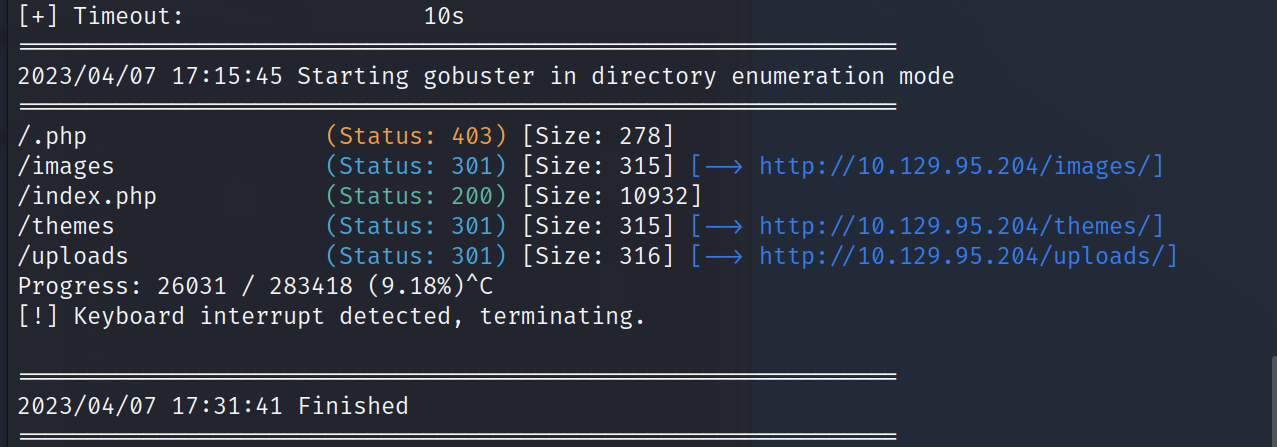 [+] Timeout:                 10s
===============================================================
2023/04/07 17:15:45 Starting gobuster in directory enumeration mode
===============================================================
/.php                 (Status: 403) [Size: 278]
/images               (Status: 301) [Size: 315] [--> http://10.129.95.204/images/]
/index.php            (Status: 200) [Size: 10932]
/themes               (Status: 301) [Size: 315] [--> http://10.129.95.204/themes/]
/uploads              (Status: 301) [Size: 316] [--> http://10.129.95.204/uploads/]
Progress: 26031 / 283418 (9.18%)^C
[!] Keyboard interrupt detected, terminating.
===============================================================
2023/04/07 17:31:41 Finished
===============================================================